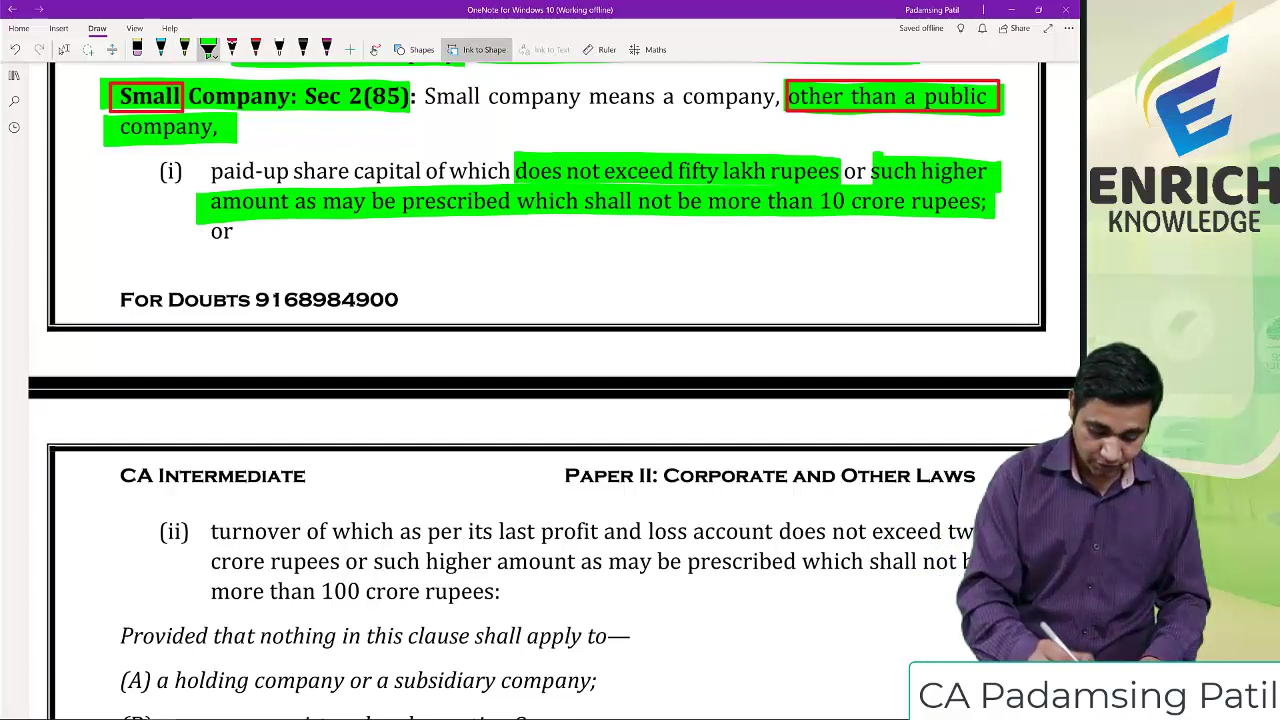 OneNote for Windows 10 (Working offline)
Padamsing Patil
Home Insert Draw View Help
Saved offline
Share
Shapes
Ink to Shape
Ink to Text
Ruler
Maths
Small Company: Sec 2(85): Small company means a company, other than a public
company,
(i) paid-up share capital of which does not exceed fifty lakh rupees or such higher
amount as may be prescribed which shall not be more than 10 crore rupees;
or
FOR DOUBTS 9168984900
CA INTERMEDIATE
PAPER II: CORPORATE AND OTHER LAWS
(ii) turnover of which as per its last profit and loss account does not exceed
crore rupees or such higher amount as may be prescribed which shall not
more than 100 crore rupees:
Provided that nothing in this clause shall apply to—
(A) a holding company or a subsidiary company;
ENRICH
KNOWLEDGE
CA Padamsing Patil